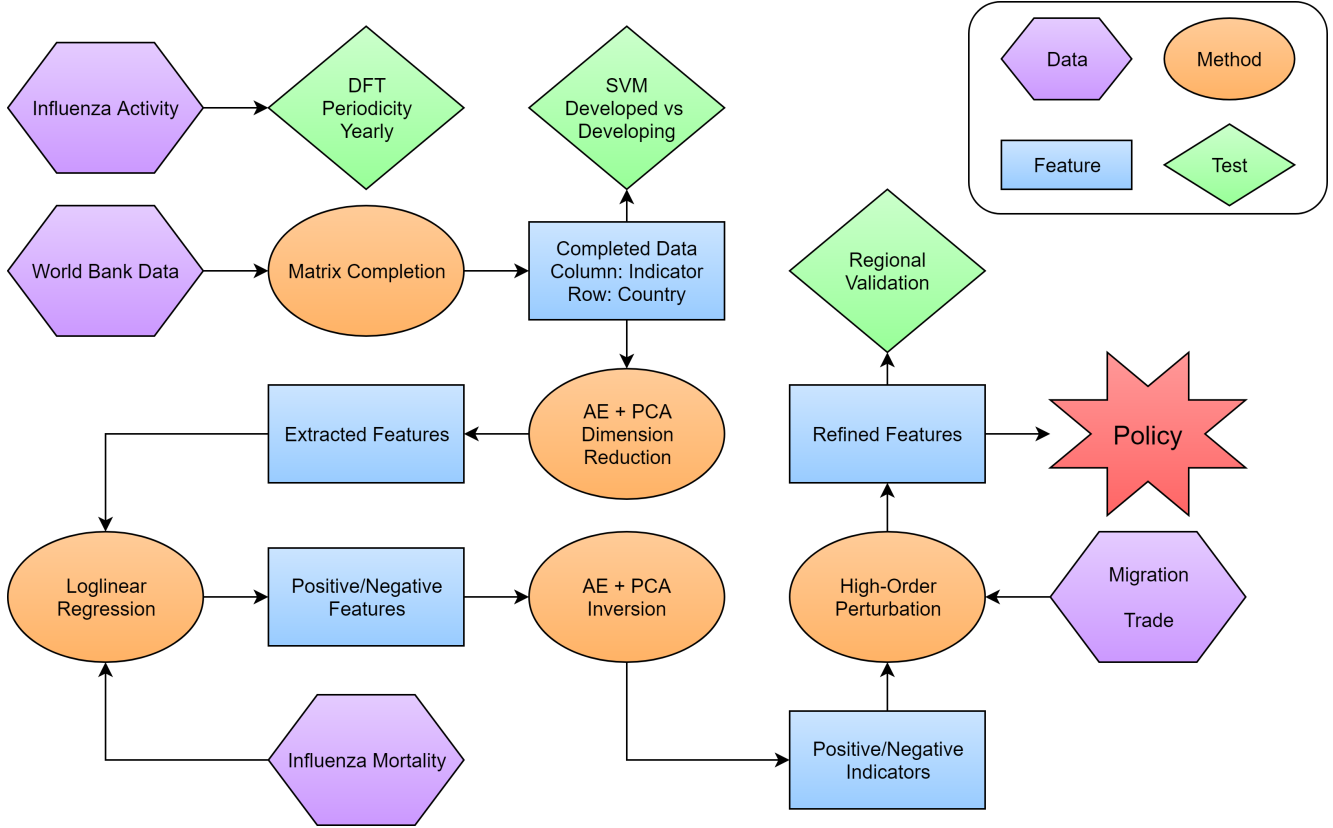 Influenza Activity
DFT
Periodicity
Yearly
SVM
Developed vs
Developing
Data
Method
Feature
Test
World Bank Data
Matrix Completion
Completed Data
Column: Indicator
Row: Country
Regional
Validation
Extracted Features
AE + PCA
Dimension
Reduction
Refined Features
Policy
Loglinear
Regression
Positive/Negative
Features
AE + PCA
Inversion
High-Order
Perturbation
Migration
Trade
Influenza Mortality
Positive/Negative
Indicators